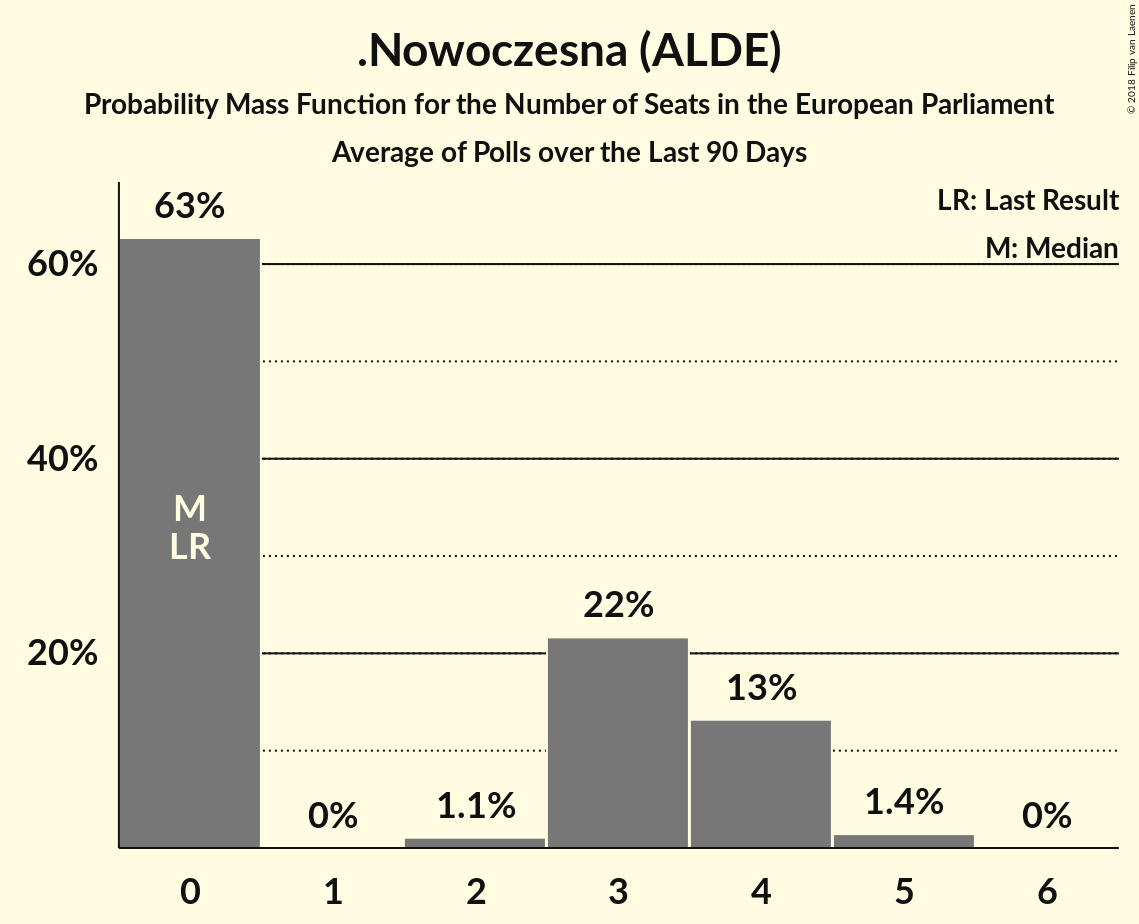 .Nowoczesna (ALDE)
Probability Mass Function for the Number of Seats in the European Parliament
Average of Polls over the Last 90 Days
© 2018 Filip van Laenen
LR: Last Result
M: Median
63%
60%
40%
20%
M
LR
0%
1.1%
22%
13%
1.4%
0%
0 1 2 3 4 5 6